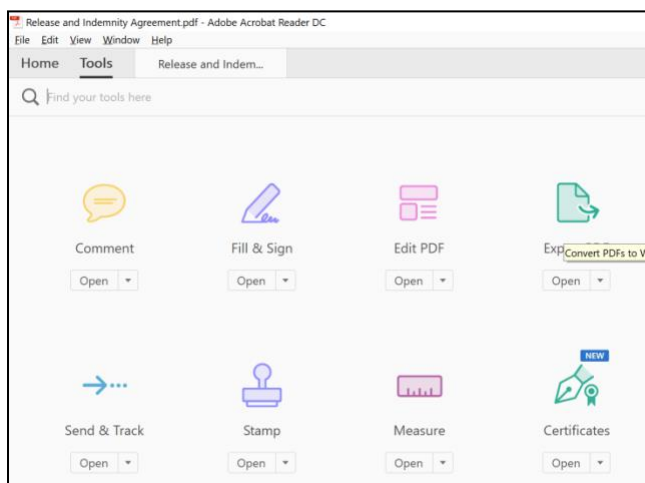 Release and Indemnity Agreement.pdf - Adobe Acrobat Reader DC
File Edit View Window Help
Home Tools Release and Indem...
Find your tools here
Comment Fill & Sign Edit PDF Exp
Convert PDFs to W
Open Open Open Open
NEW
Send & Track Stamp Measure Certificates
Open Open Open Open